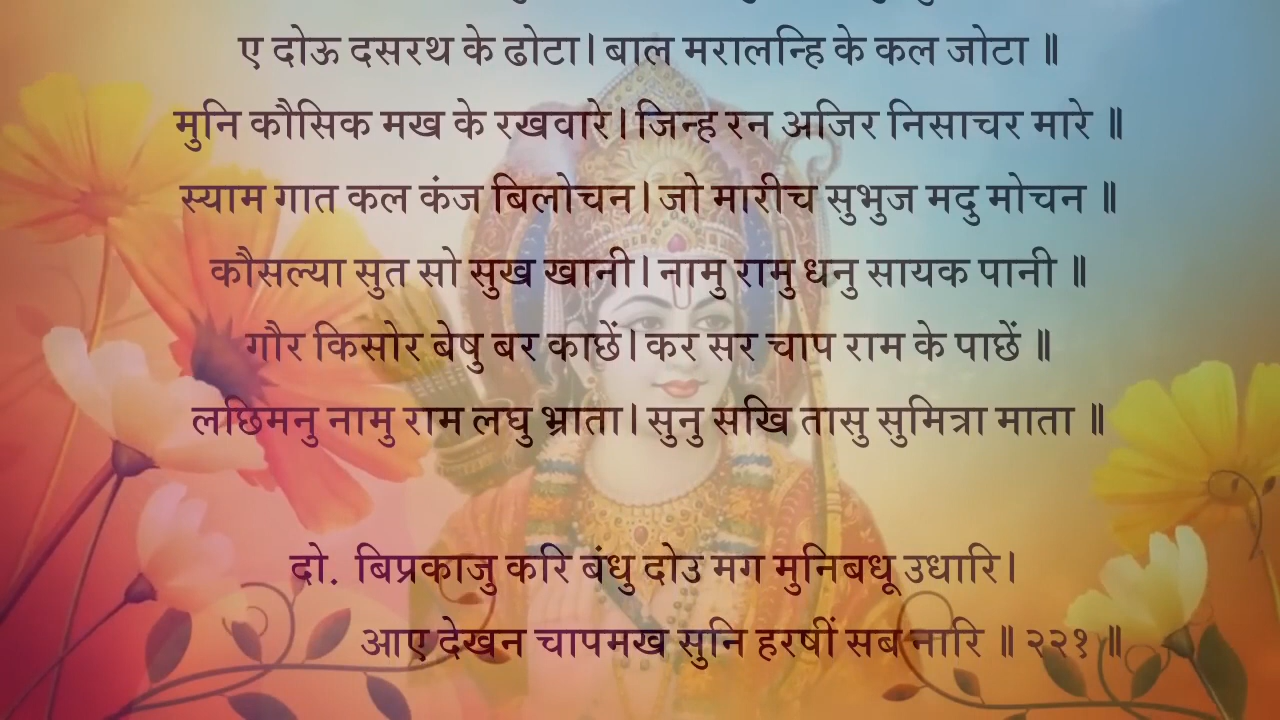 ए दोऊ दसरथ के ढोटा। बाल मरालन्हि के कल जोटा ॥
मुनि कौसिक मख के रखवारे। जिन्ह रन अजिर निसाचर मारे ॥
स्याम गात कल कंज बिलोचन। जो मारीच सुभुज मदु मोचन ॥
कौसल्या सुत सो सुख खानी। नामु रामु धनु सायक पानी ॥
गौर किसोर बेषु बर काछें। कर सर चाप राम के पाछें ॥
लछिमनु नामु राम लघु भ्राता। सुनु सखि तासु सुमित्रा माता ॥
दो. बिप्रकाजु करि बंधु दोउ मग मुनिबधू उधारि।
आए देखन चापमख सुनि हरषीं सब नारि ॥ २२१ ॥